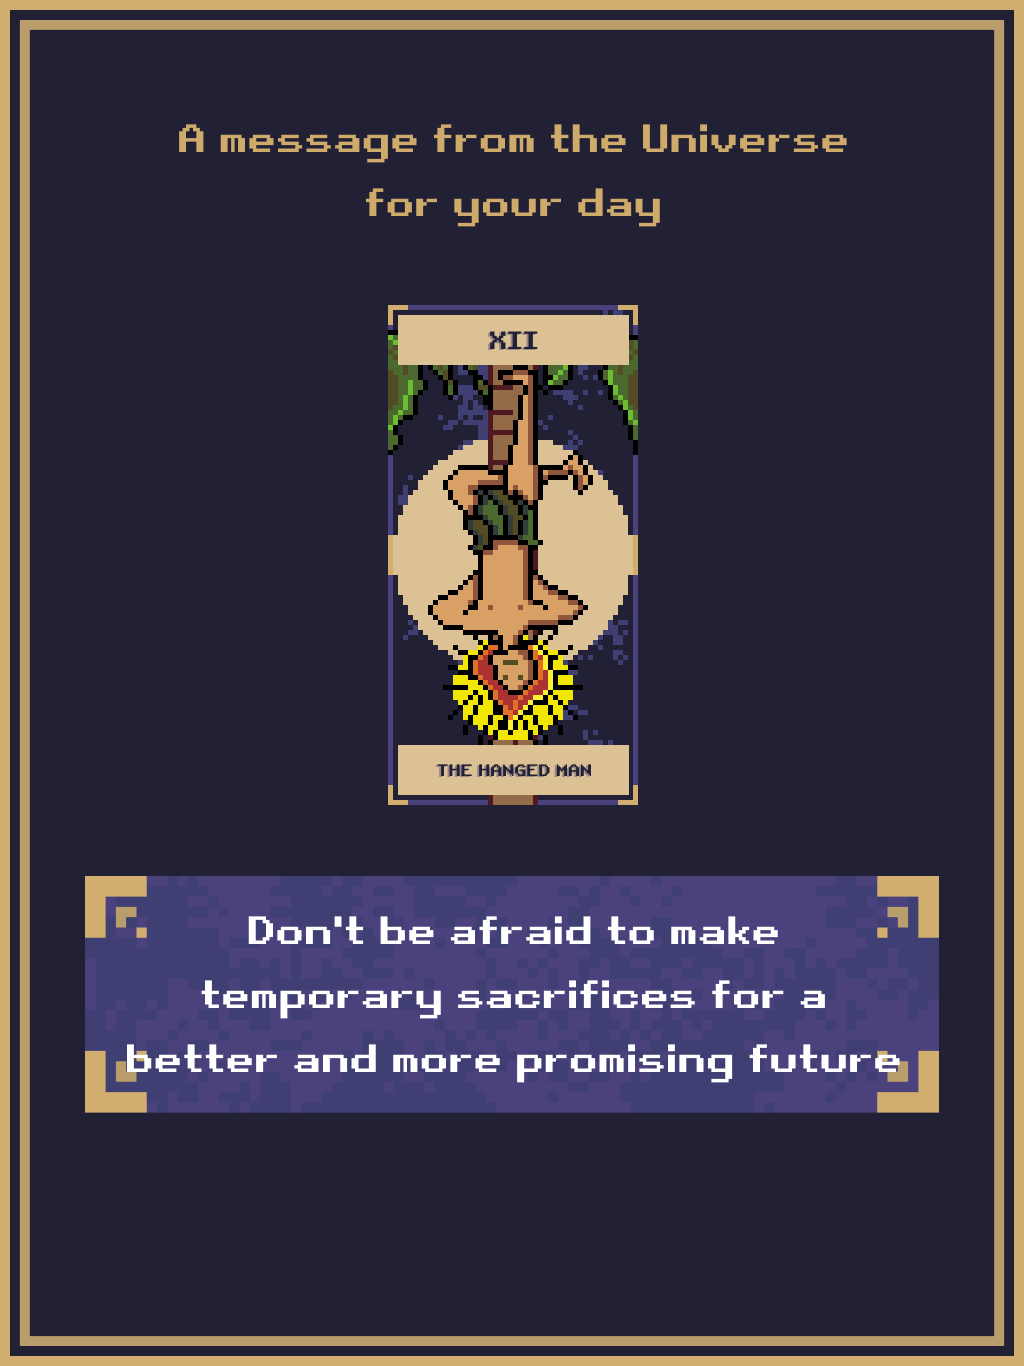 A message from the Universe
for your day
XII
THE HANGED MAN
Don't be afraid to make
temporary sacrifices for a
better and more promising future